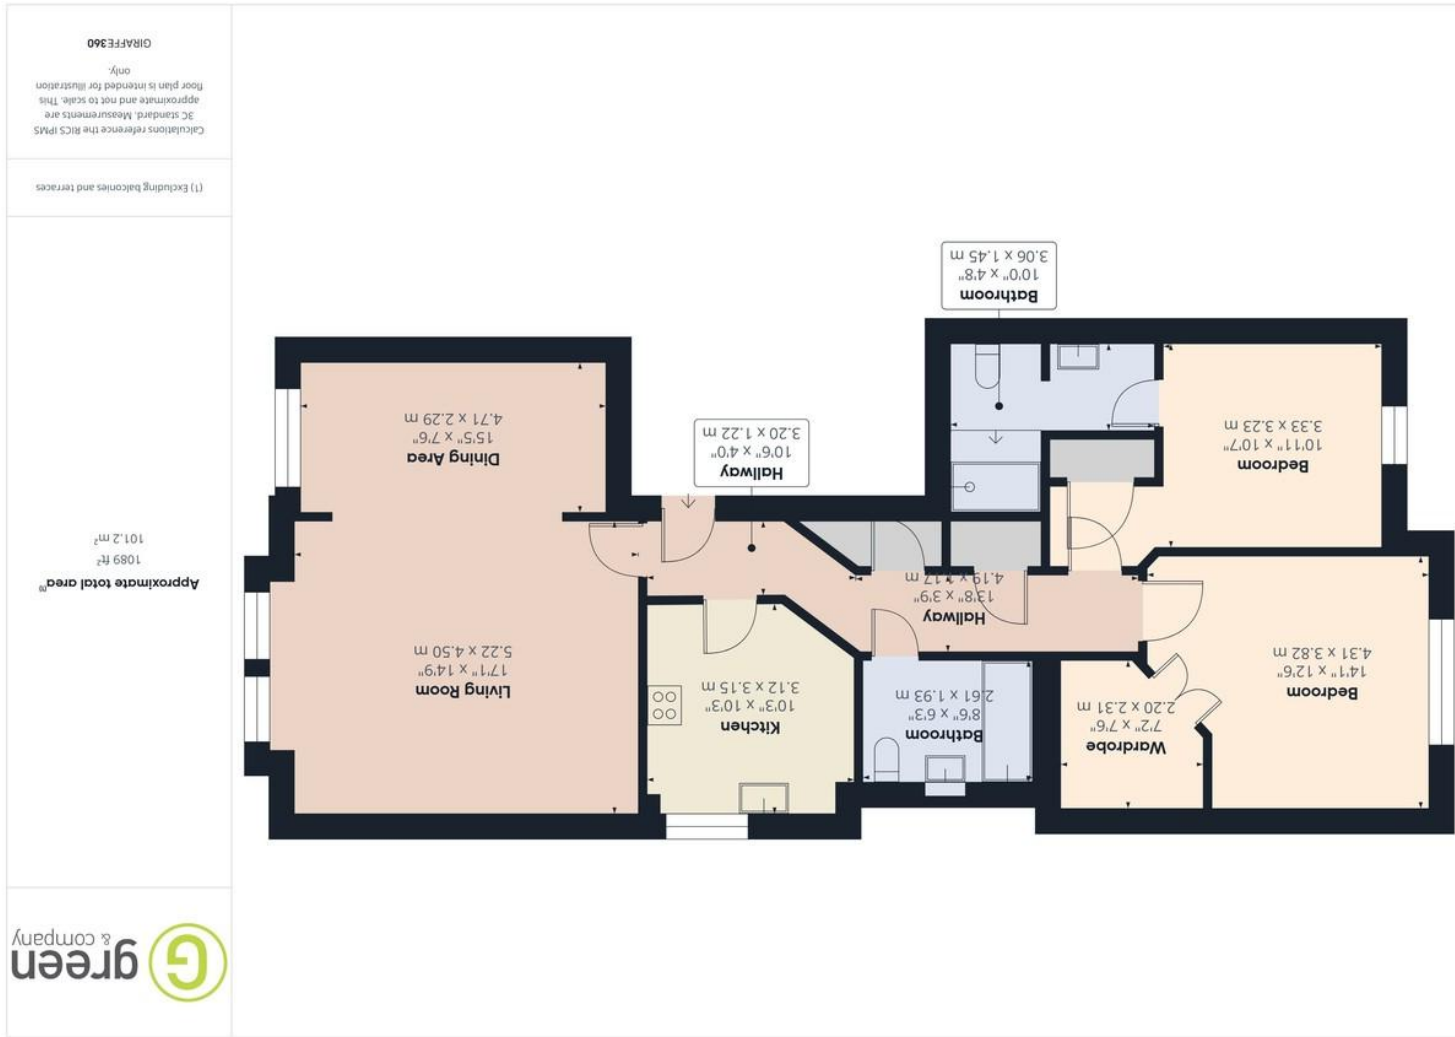 Bedroom
14'1" x 12'6"
4.31 x 3.82 m
Wardrobe
7'2" x 7'6"
2.20 x 2.31 m
Bathroom
8'6" x 6'3"
2.61 x 1.93 m
Kitchen
10'3" x 10'3"
3.12 x 3.15 m
Living Room
17'1" x 14'9"
5.22 x 4.50 m
Hallway
13'8" x 3'9"
4.19 x 1.17 m
Bedroom
10'11" x 10'7"
3.33 x 3.23 m
Hallway
10'6" x 4'0"
3.20 x 1.22 m
Dining Area
15'5" x 7'6"
4.71 x 2.29 m
Bathroom
10'0" x 4'8"
3.06 x 1.45 m
G green
& company
Approximate total area⁽¹⁾
1089 ft²
101.2 m²
(1) Excluding balconies and terraces
Calculations reference the RICS IPMS
3C standard. Measurements are
approximate and not to scale. This
floor plan is intended for illustration
only.
GIRAFFE360